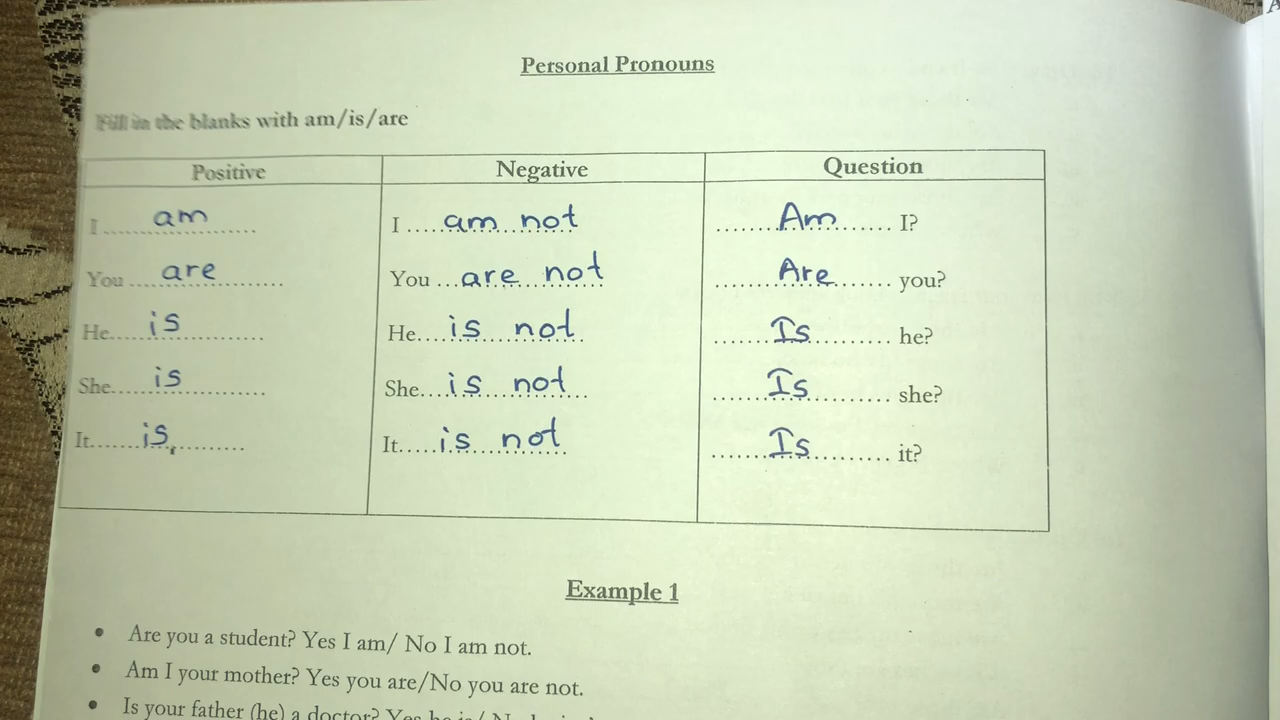 Personal Pronouns
Fill in the blanks with am/is/are
Positive Negative Question
I ....am.... I ....am not.... ....Am.... I?
You ....are.... You ....are not.... ....Are.... you?
He ....is.... He ....is not.... ....Is.... he?
She ....is.... She ....is not.... ....Is.... she?
It ....is.... It ....is not.... ....Is.... it?
Example 1
• Are you a student? Yes I am/ No I am not.
• Am I your mother? Yes you are/No you are not.
• Is your father (he) a doctor? Yes he is/